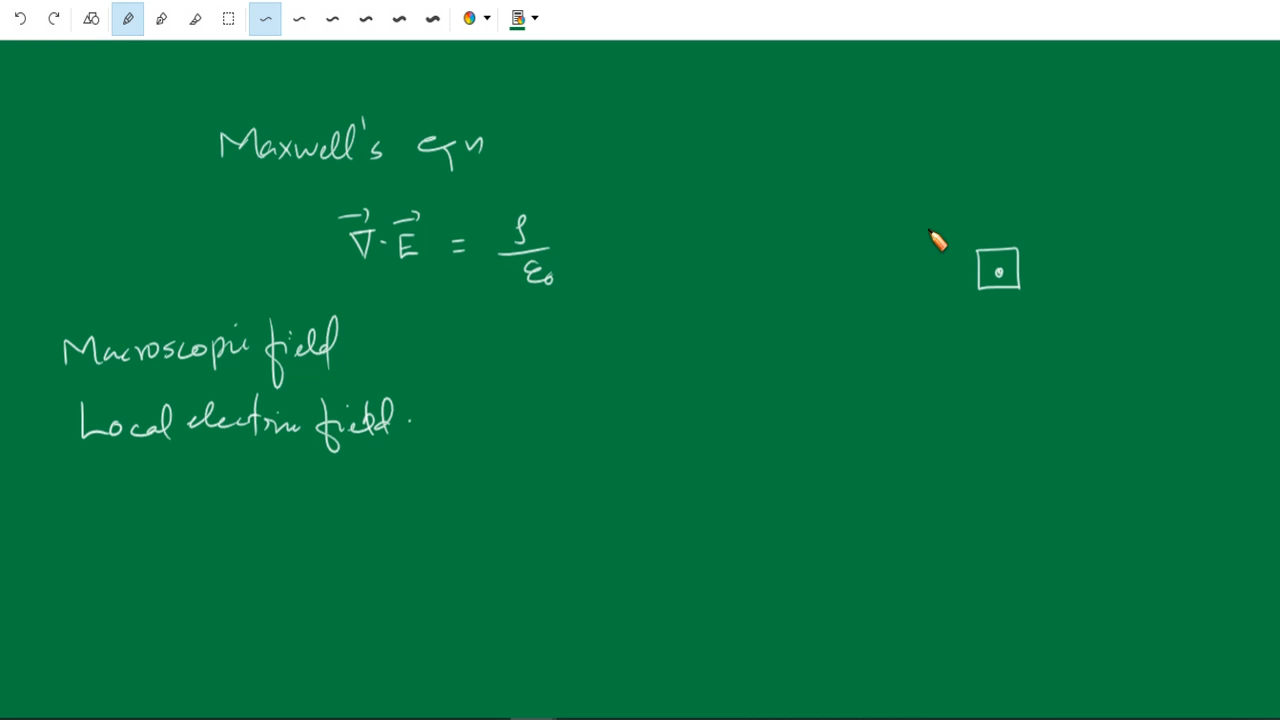 Maxwell's eqn
∇⃗·E⃗ = ρ/ε₀
Macroscopic field
Local electric field.